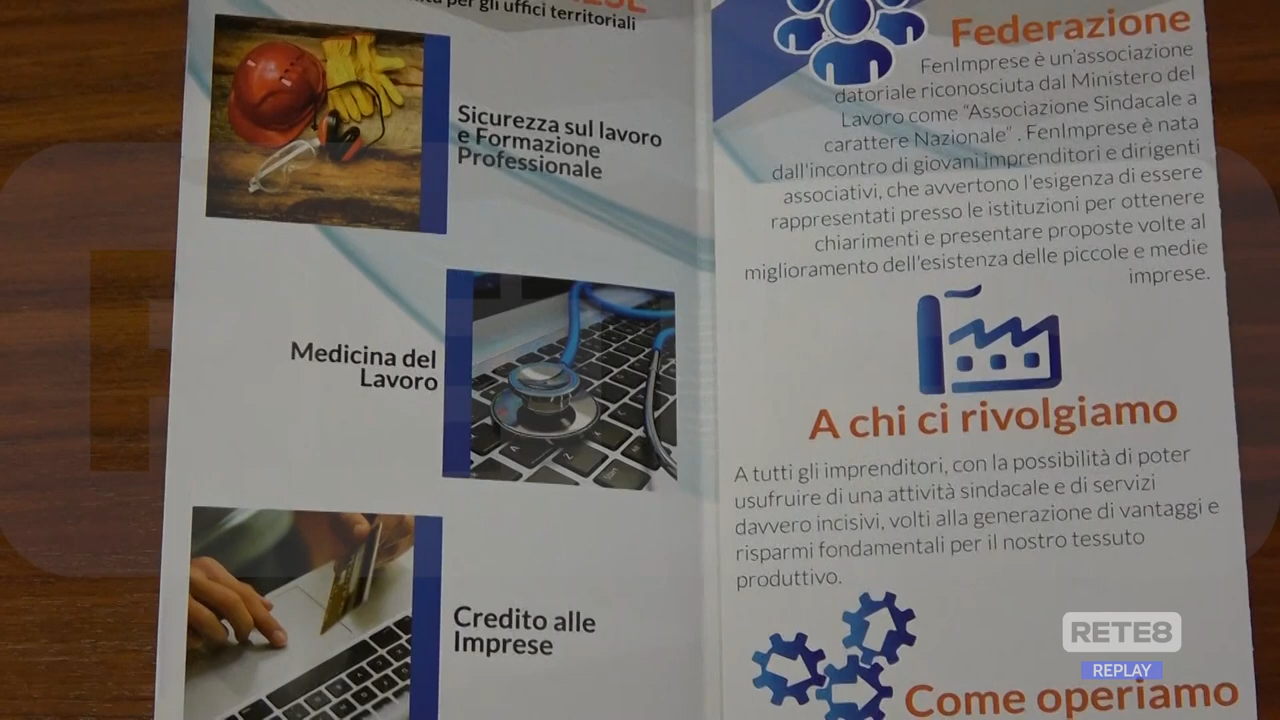 per gli uffici territoriali
Sicurezza sul lavoro
e Formazione
Professionale
Medicina del
Lavoro
Credito alle
Imprese
Federazione
FenImprese è un'associazione
datoriale riconosciuta dal Ministero del
Lavoro come "Associazione Sindacale a
carattere Nazionale" . FenImprese è nata
dall'incontro di giovani imprenditori e dirigenti
associativi, che avvertono l'esigenza di essere
rappresentati presso le istituzioni per ottenere
chiarimenti e presentare proposte volte al
miglioramento dell'esistenza delle piccole e medie
imprese.
A chi ci rivolgiamo
A tutti gli imprenditori, con la possibilità di poter
usufruire di una attività sindacale e di servizi
davvero incisivi, volti alla generazione di vantaggi e
risparmi fondamentali per il nostro tessuto
produttivo.
Come operiamo
RETE8
REPLAY